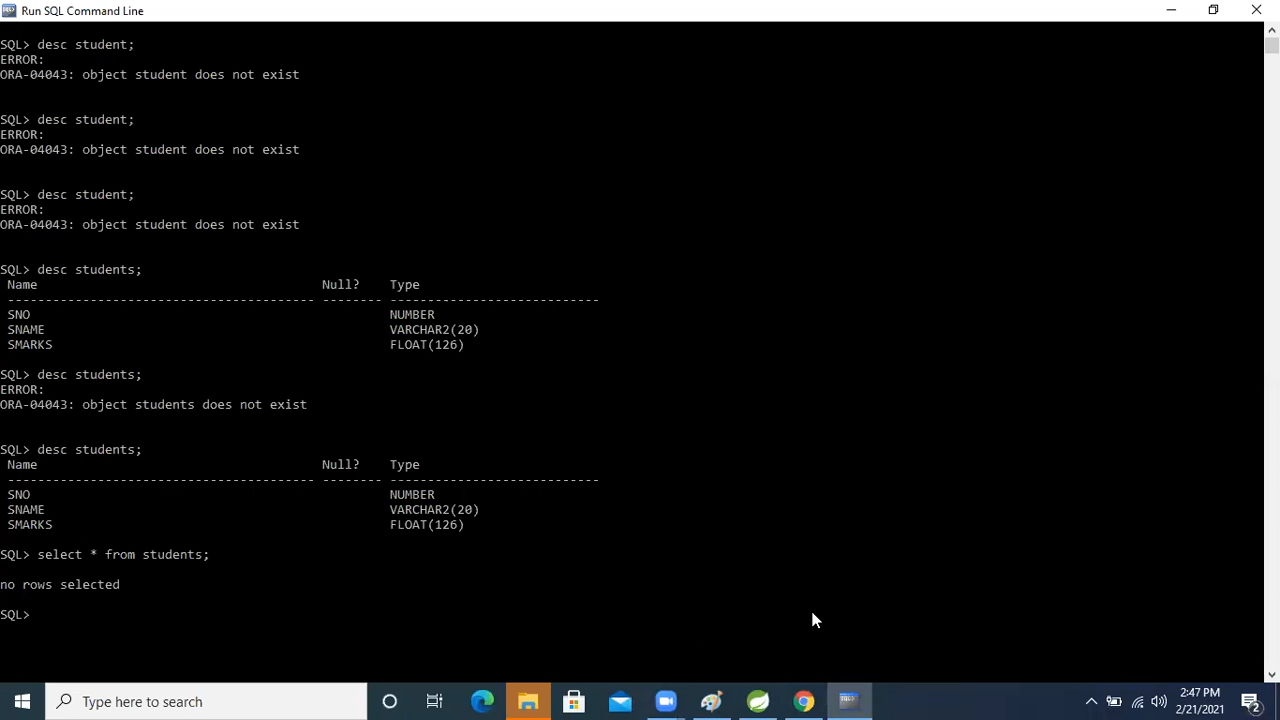 Run SQL Command Line
SQL> desc student;
ERROR:
ORA-04043: object student does not exist
SQL> desc student;
ERROR:
ORA-04043: object student does not exist
SQL> desc student;
ERROR:
ORA-04043: object student does not exist
SQL> desc students;
Name Null? Type
----------------------------------------- -------- ----------------------------
SNO NUMBER
SNAME VARCHAR2(20)
SMARKS FLOAT(126)
SQL> desc students;
ERROR:
ORA-04043: object students does not exist
SQL> desc students;
Name Null? Type
----------------------------------------- -------- ----------------------------
SNO NUMBER
SNAME VARCHAR2(20)
SMARKS FLOAT(126)
SQL> select * from students;
no rows selected
SQL>
Type here to search
2:47 PM
2/21/2021
2